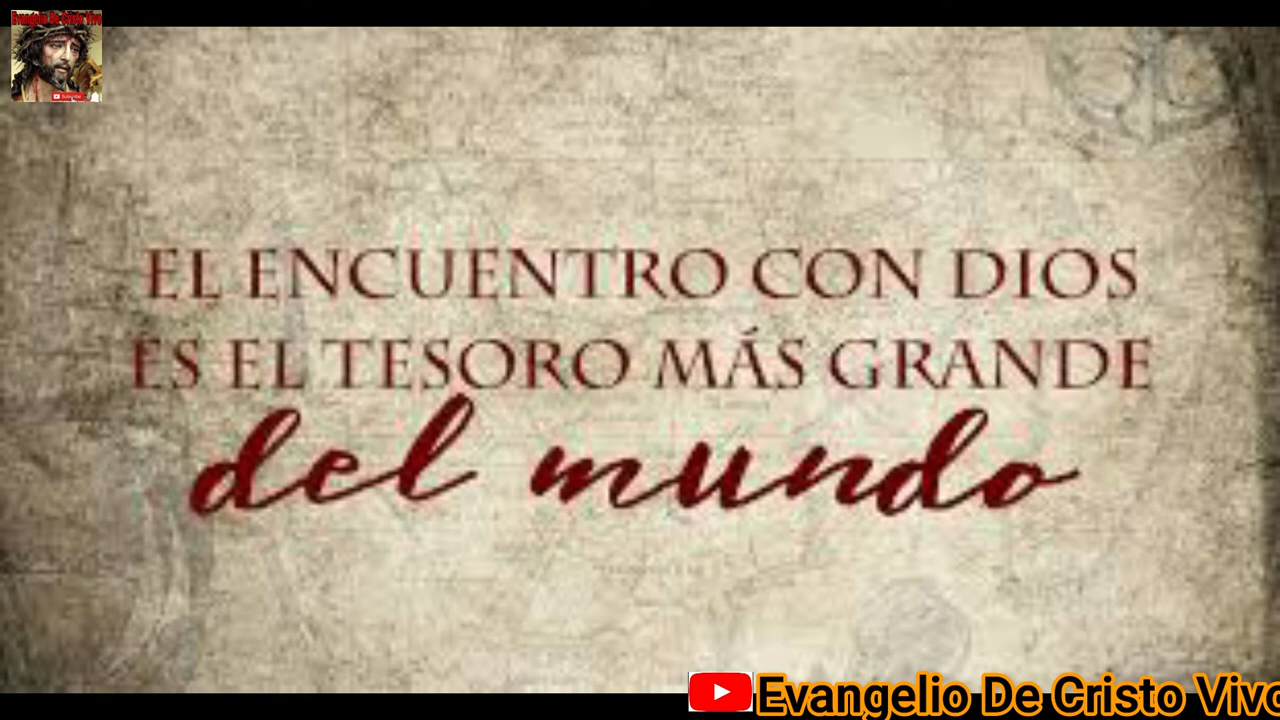 Evangelio De Cristo Vivo
Subscribe
EL ENCUENTRO CON DIOS
ES EL TESORO MÁS GRANDE
del mundo
Evangelio De Cristo Vivo